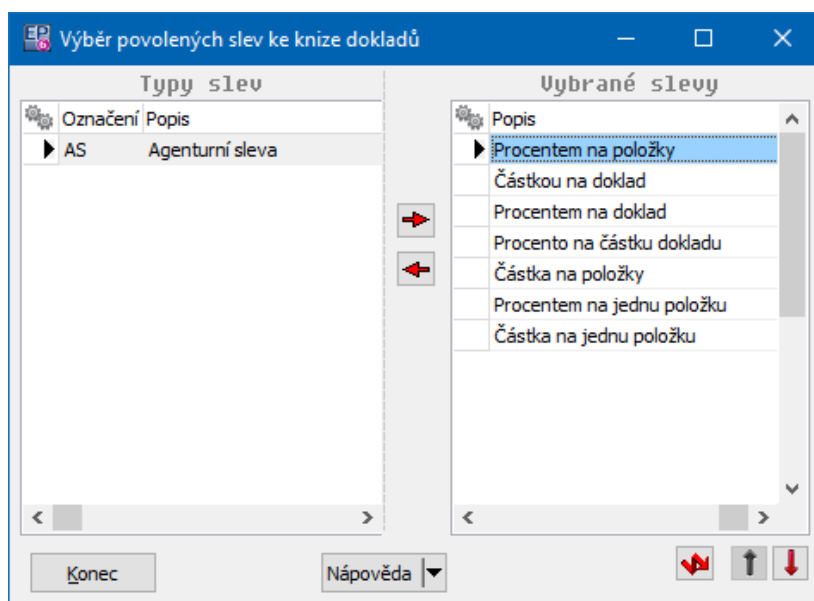 Výběr povolených slev ke knize dokladů
Typy slev
Označení Popis
AS Agenturní sleva
Vybrané slevy
Popis
Procentem na položky
Částkou na doklad
Procentem na doklad
Procento na částku dokladu
Částka na položky
Procentem na jednu položku
Částka na jednu položku
Konec
Nápověda